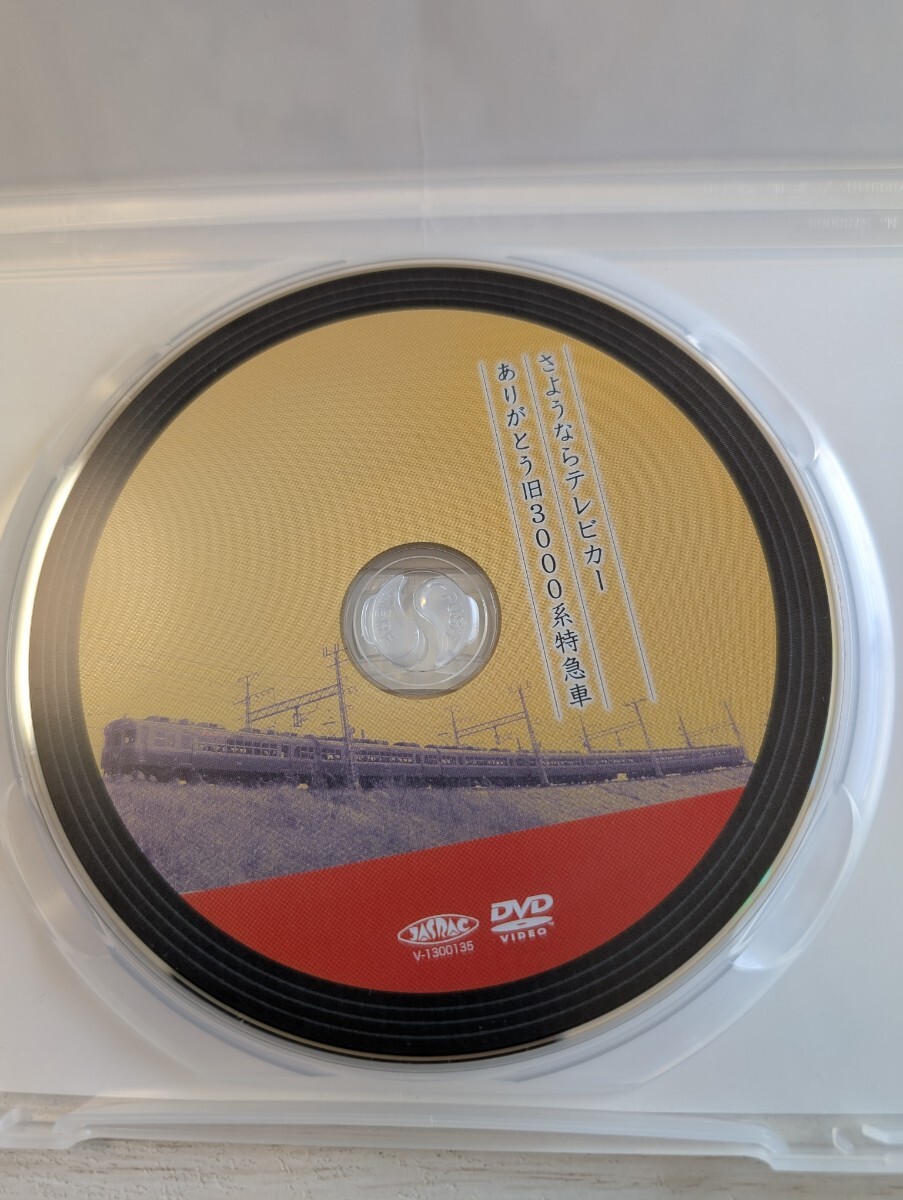 さようならテレビカー
ありがとう旧3000系特急車
PUSH
JASRAC
V-1300135
DVD
VIDEO